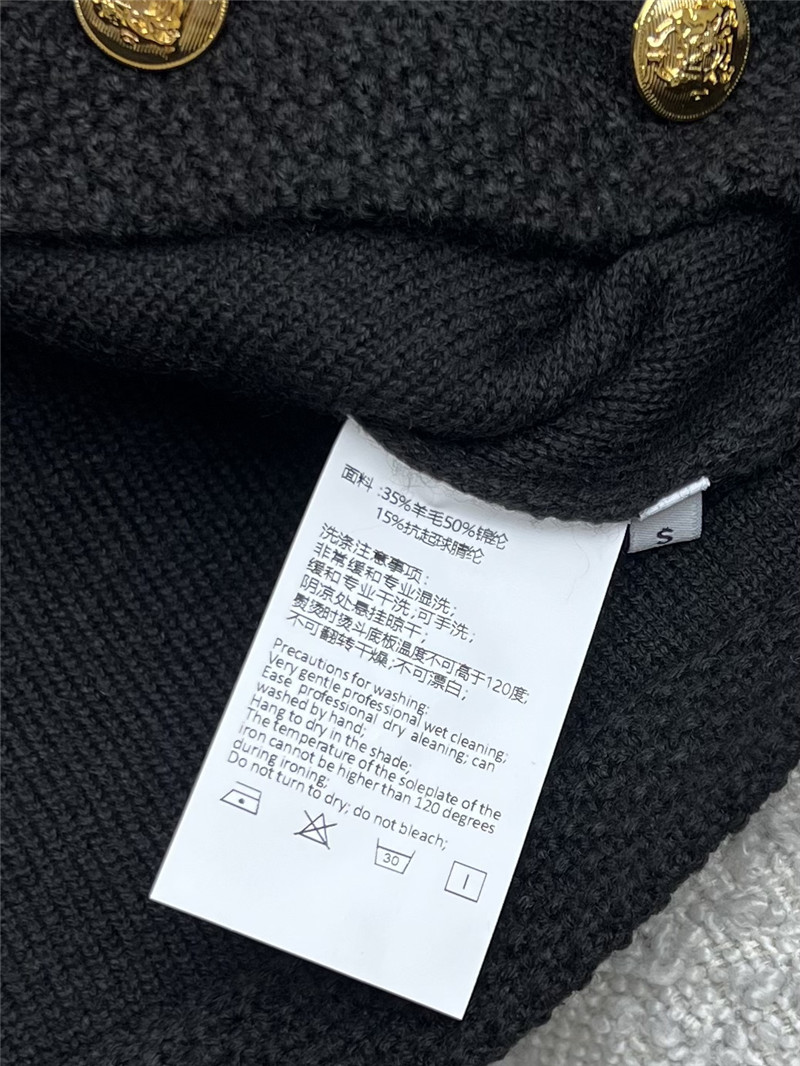 面料:35%羊毛50%锦纶
15%抗起球腈纶
S
洗涤注意事项:
非常缓和专业湿洗;
缓和专业干洗;可手洗;
阴凉处悬挂晾干;
熨烫时熨斗底板温度不可高于120度,
不可翻转干燥,不可漂白;
Precautions for washing:
Very gentle professional wet cleaning;
Ease professional dry aleaning; can
washed by hand;
Hang to dry in the shade;
The temperature of the soleplate of the
iron cannot be higher than 120 degrees
during ironing;
Do not turn to dry; do not bleach;
30